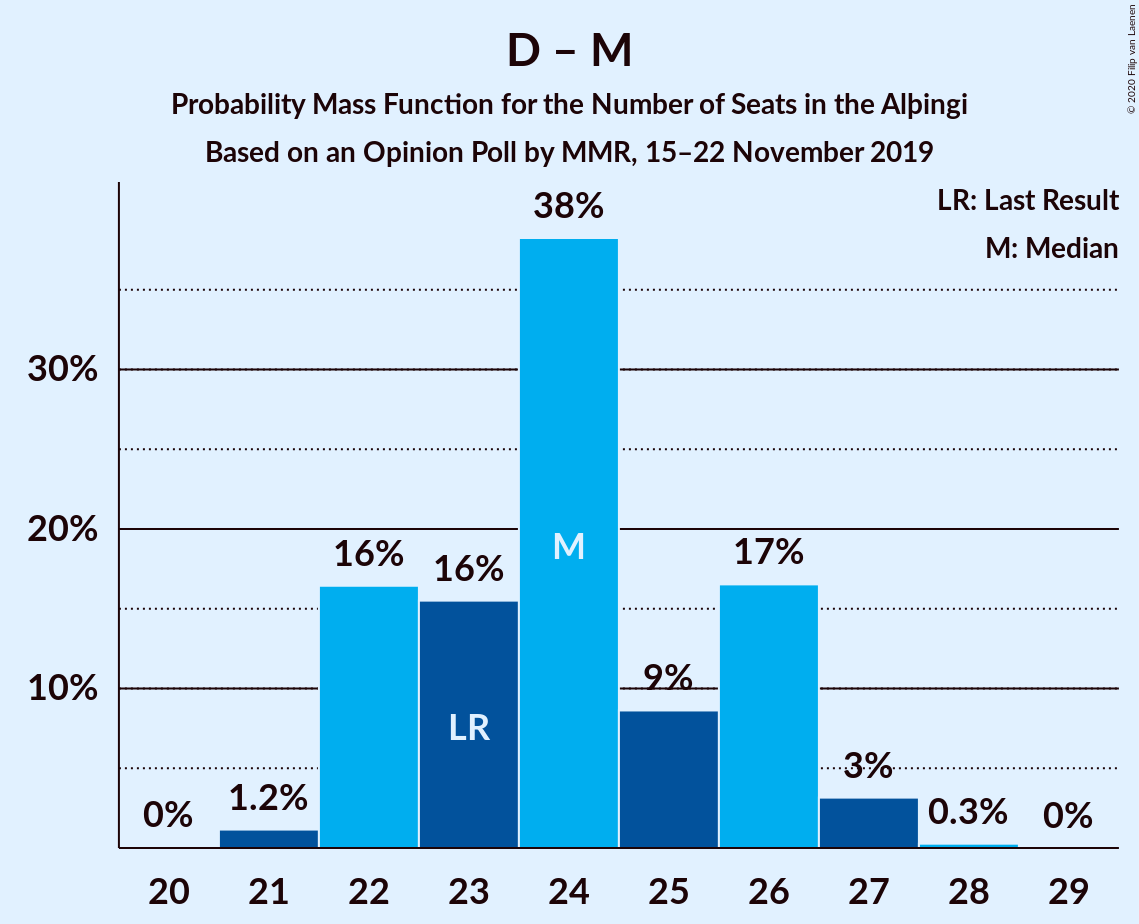 D – M
Probability Mass Function for the Number of Seats in the Alþingi
Based on an Opinion Poll by MMR, 15–22 November 2019
© 2020 Filip van Laenen
LR: Last Result
M: Median
38%
30%
20%
10%
0%
1.2%
16%
16%
9%
17%
3%
0.3%
0%
M
LR
20 21 22 23 24 25 26 27 28 29